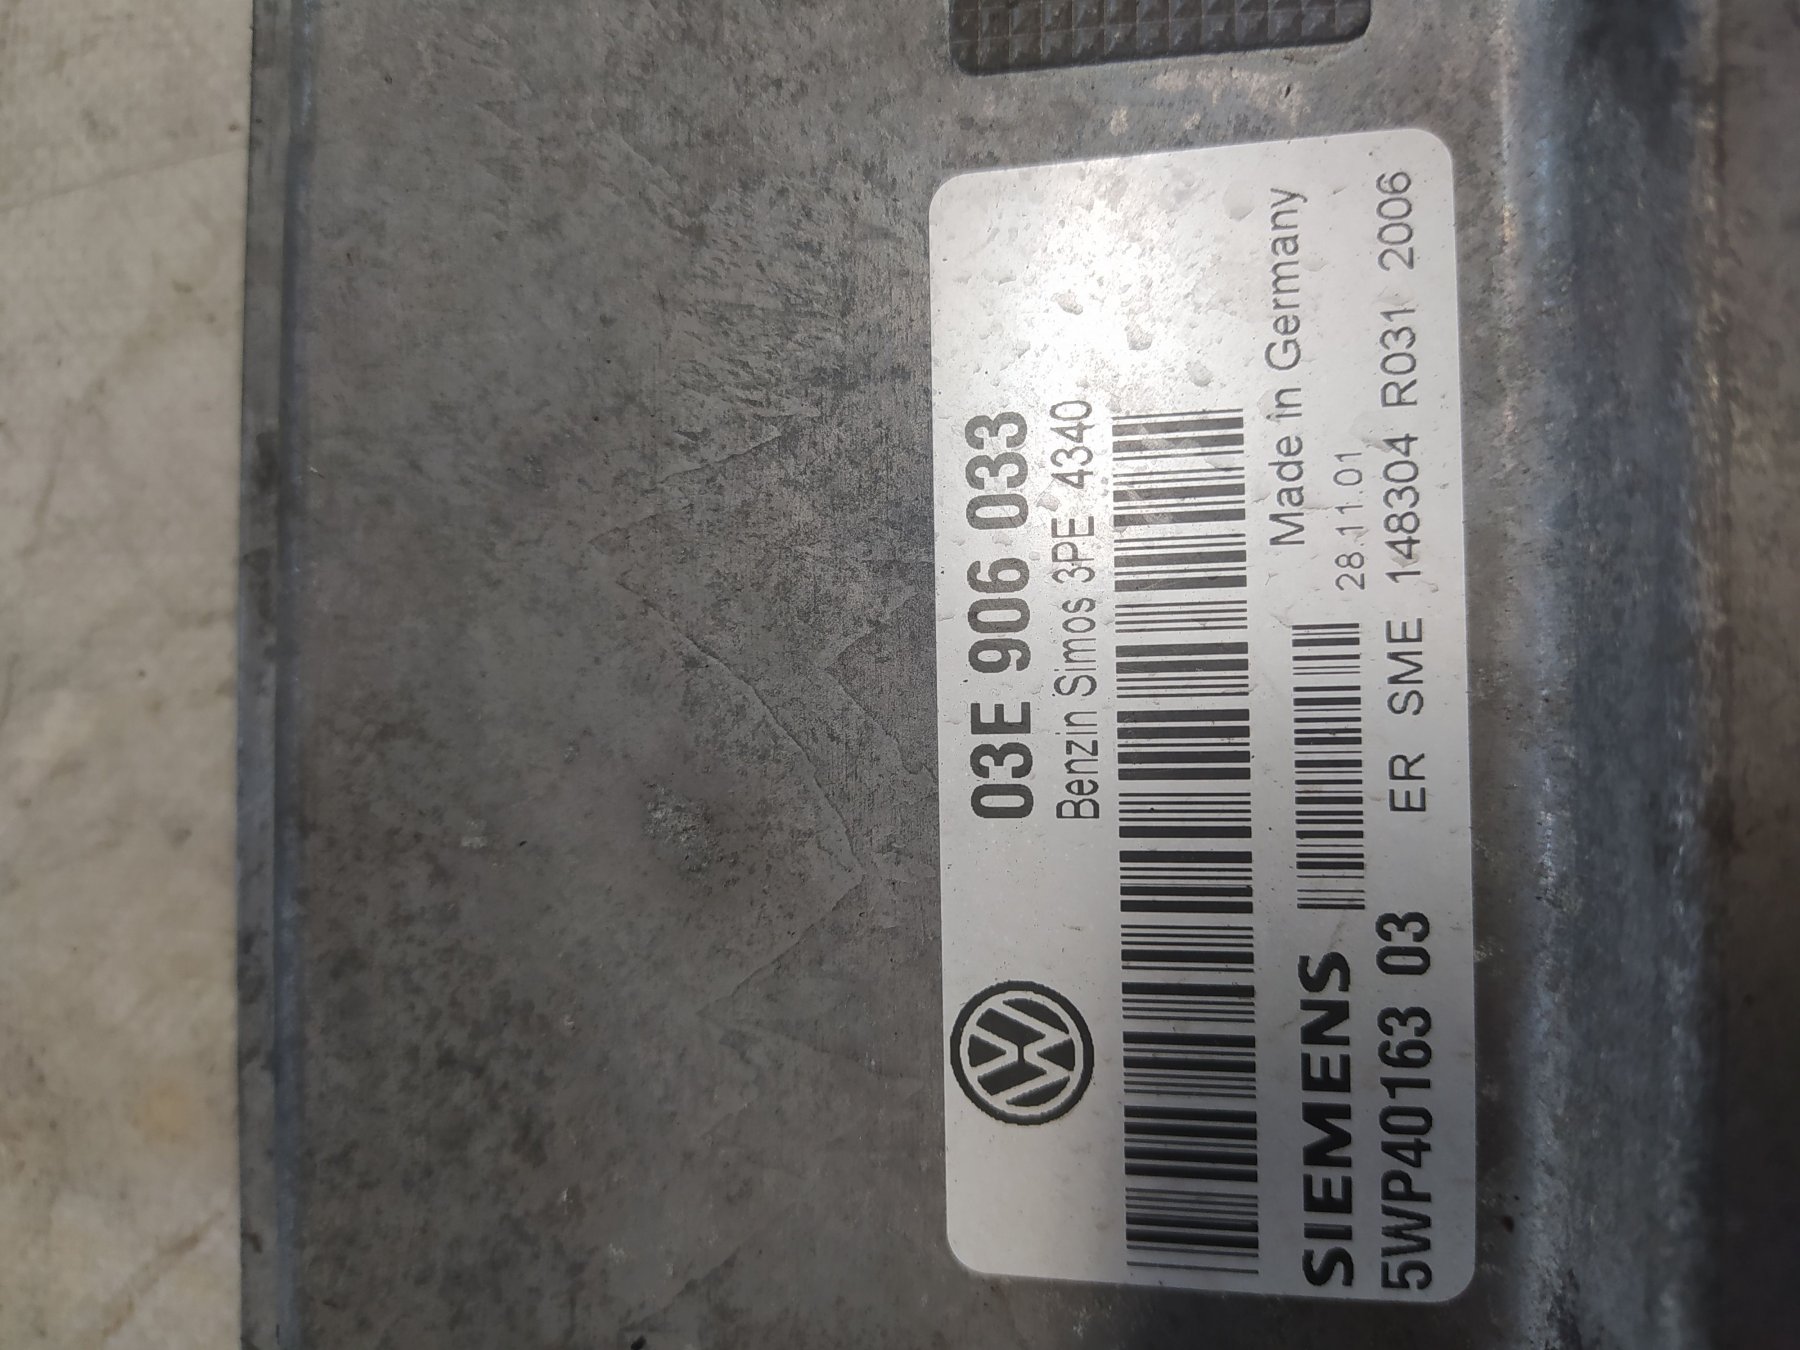 03E 906 033
Benzin Simos 3PE 4340
Made in Germany
SIEMENS
28.11.01
5WP40163 03
ER SME 148304 R031 2006